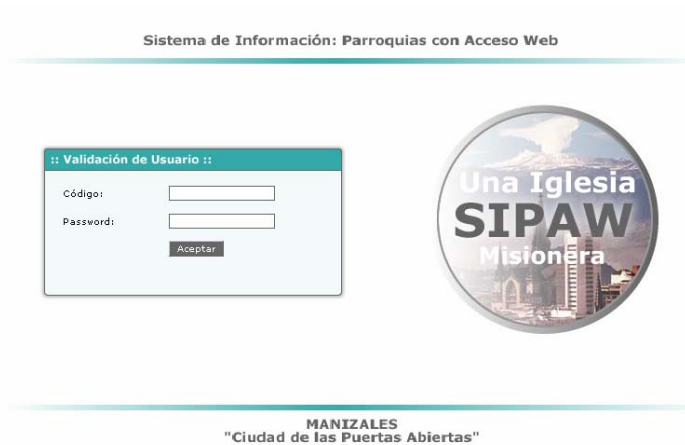 Sistema de Información: Parroquias con Acceso Web
:: Validación de Usuario ::
Código:
Password:
Aceptar
Una Iglesia
SIPAW
Misionera
MANIZALES
"Ciudad de las Puertas Abiertas"